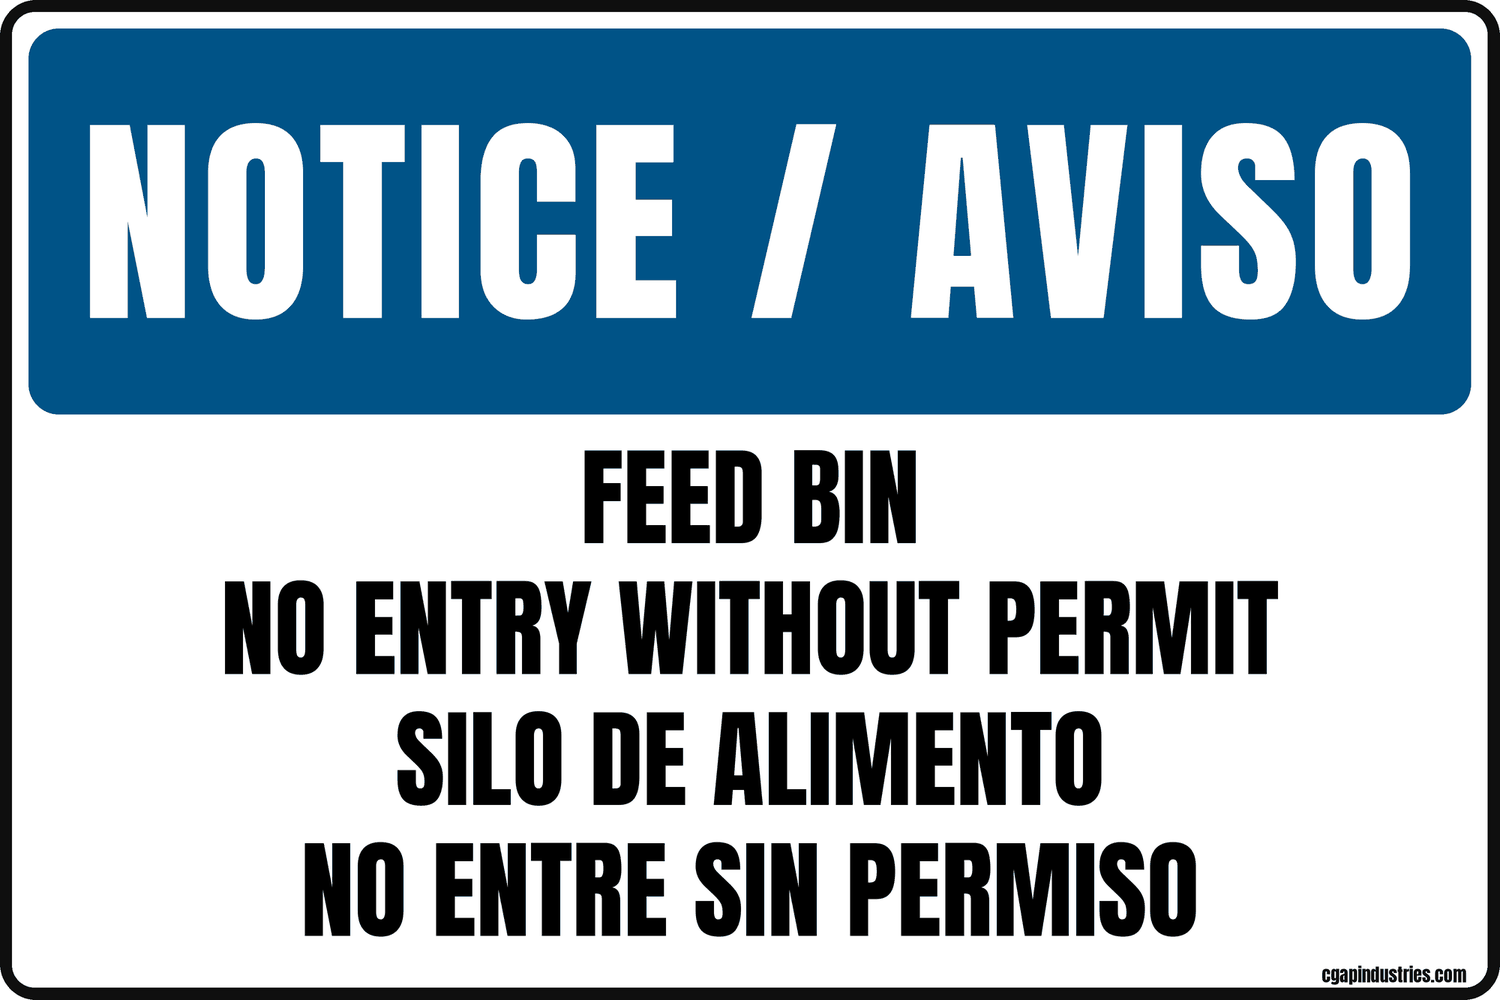 NOTICE / AVISO
FEED BIN
NO ENTRY WITHOUT PERMIT
SILO DE ALIMENTO
NO ENTRE SIN PERMISO
cgapindustries.com